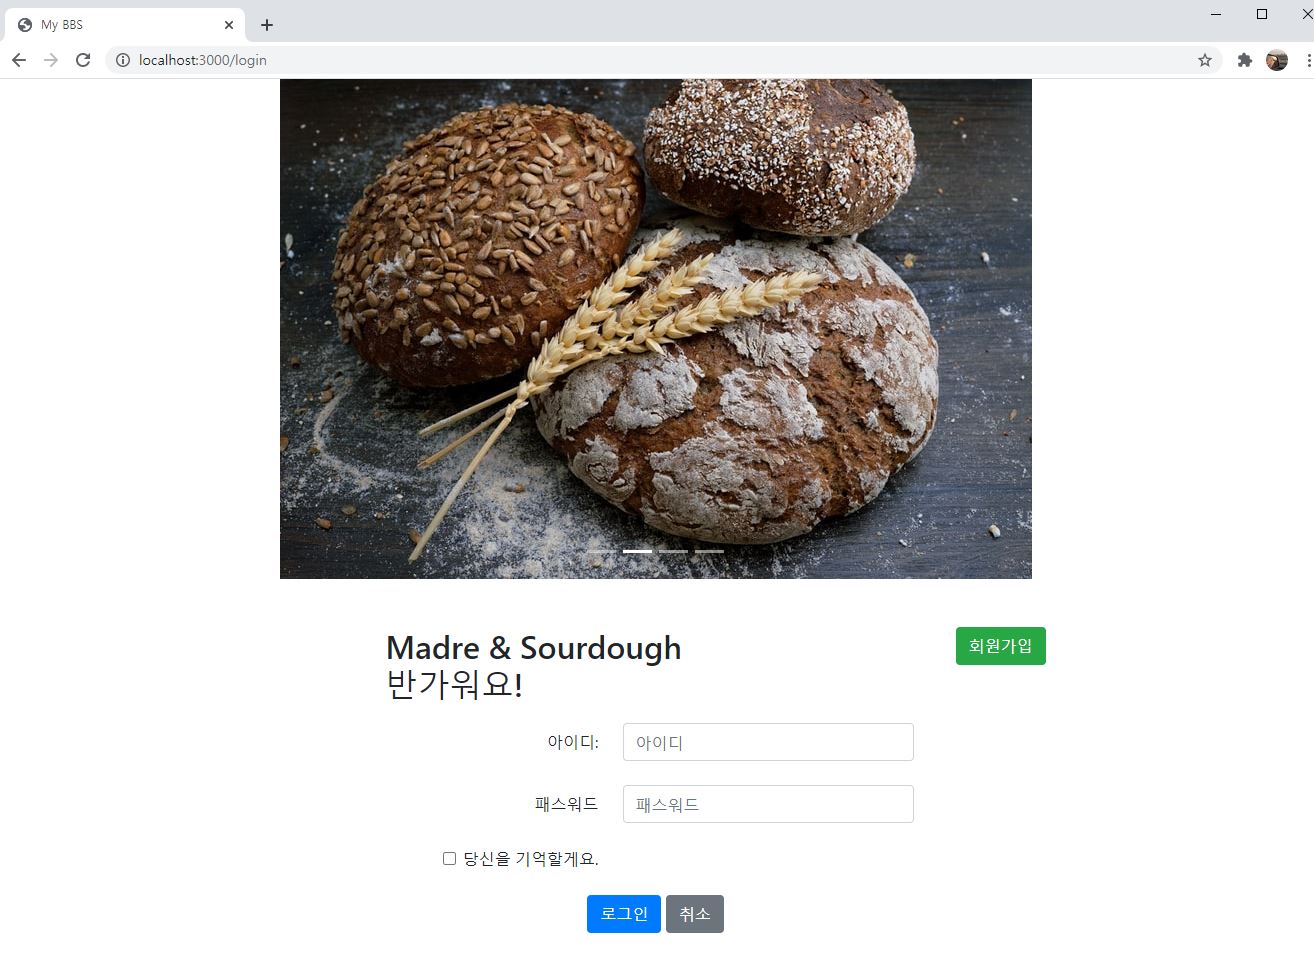 My BBS
localhost:3000/login
Madre & Sourdough
회원가입
반가워요!
아이디:
아이디
패스워드
패스워드
당신을 기억할게요.
로그인 취소